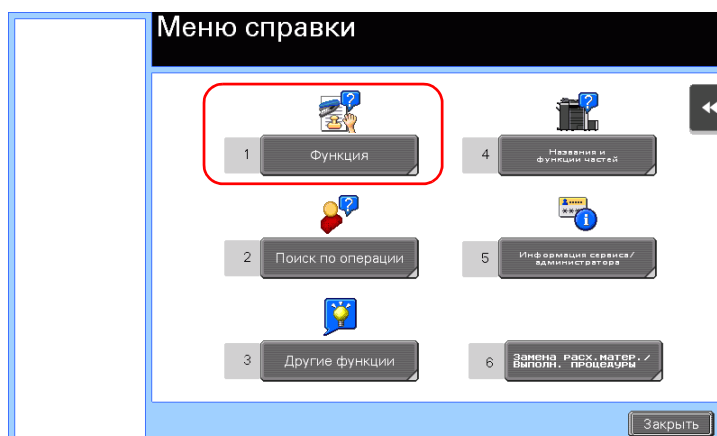 Меню справки
1 Функция
2 Поиск по операции
3 Другие функции
4 Названия и
функции частей
5 Информация сервиса/
администратора
6 Замена расх.матер./
Выполн. процедуры
Закрыть